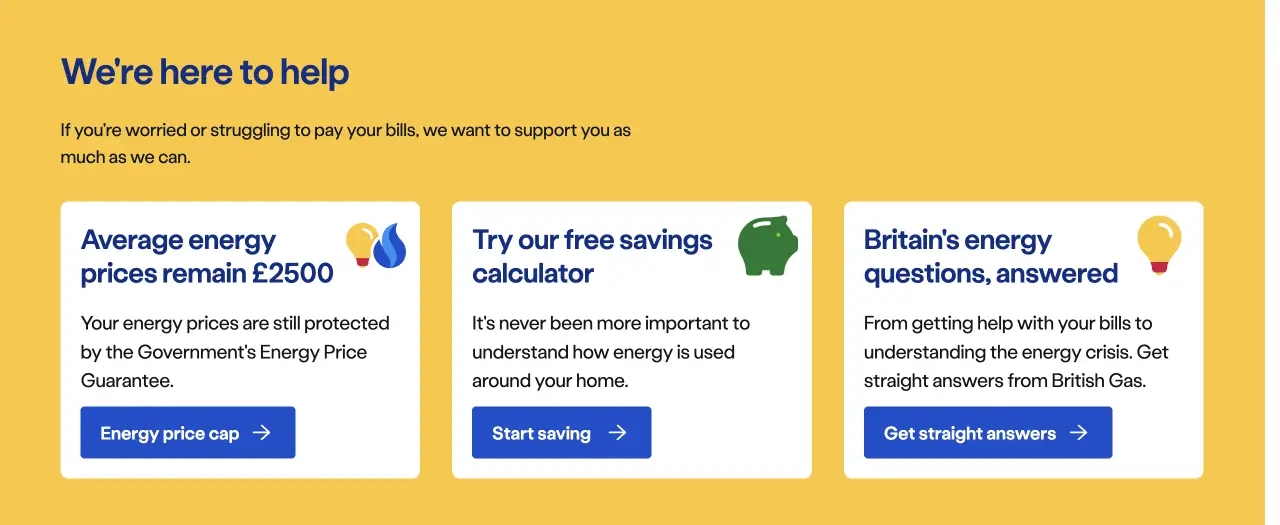 We're here to help
If you're worried or struggling to pay your bills, we want to support you as
much as we can.
Average energy
prices remain £2500
Your energy prices are still protected
by the Government's Energy Price
Guarantee.
Energy price cap
Try our free savings
calculator
It's never been more important to
understand how energy is used
around your home.
Start saving
Britain's energy
questions, answered
From getting help with your bills to
understanding the energy crisis. Get
straight answers from British Gas.
Get straight answers